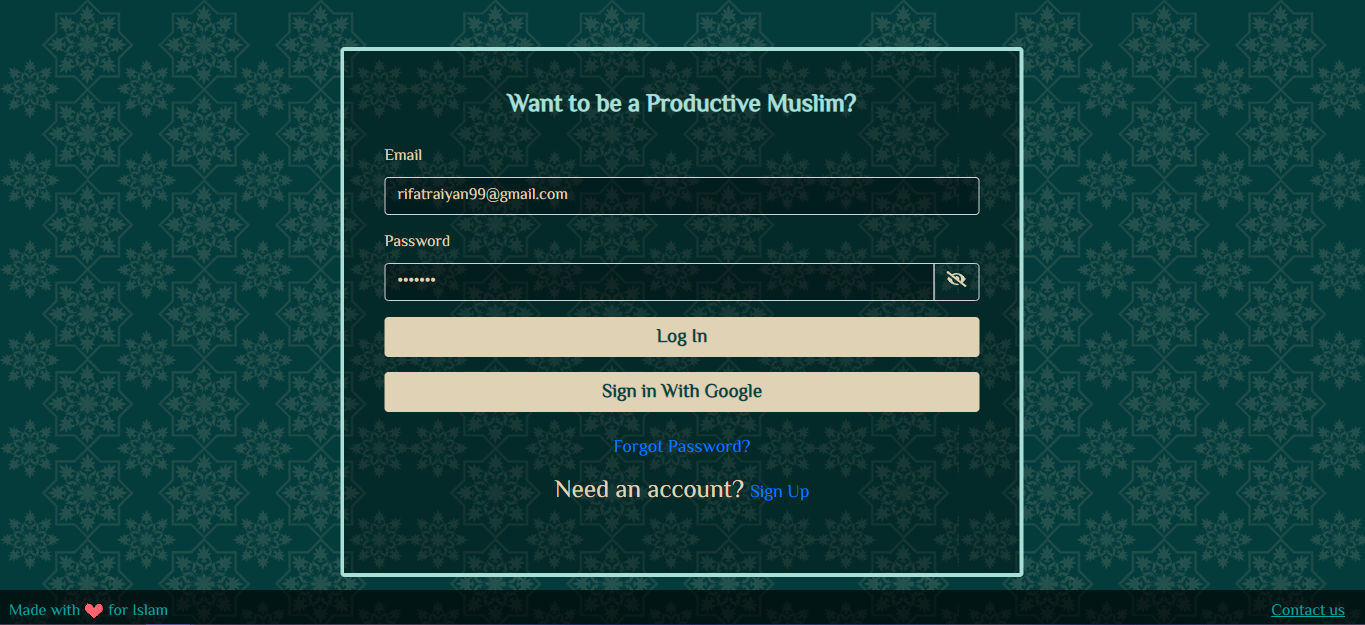 Want to be a Productive Muslim?
Email
rifatraiyan99@gmail.com
Password
•••••••
Log In
Sign in With Google
Forgot Password?
Need an account? Sign Up
Made with ❤ for Islam
Contact us